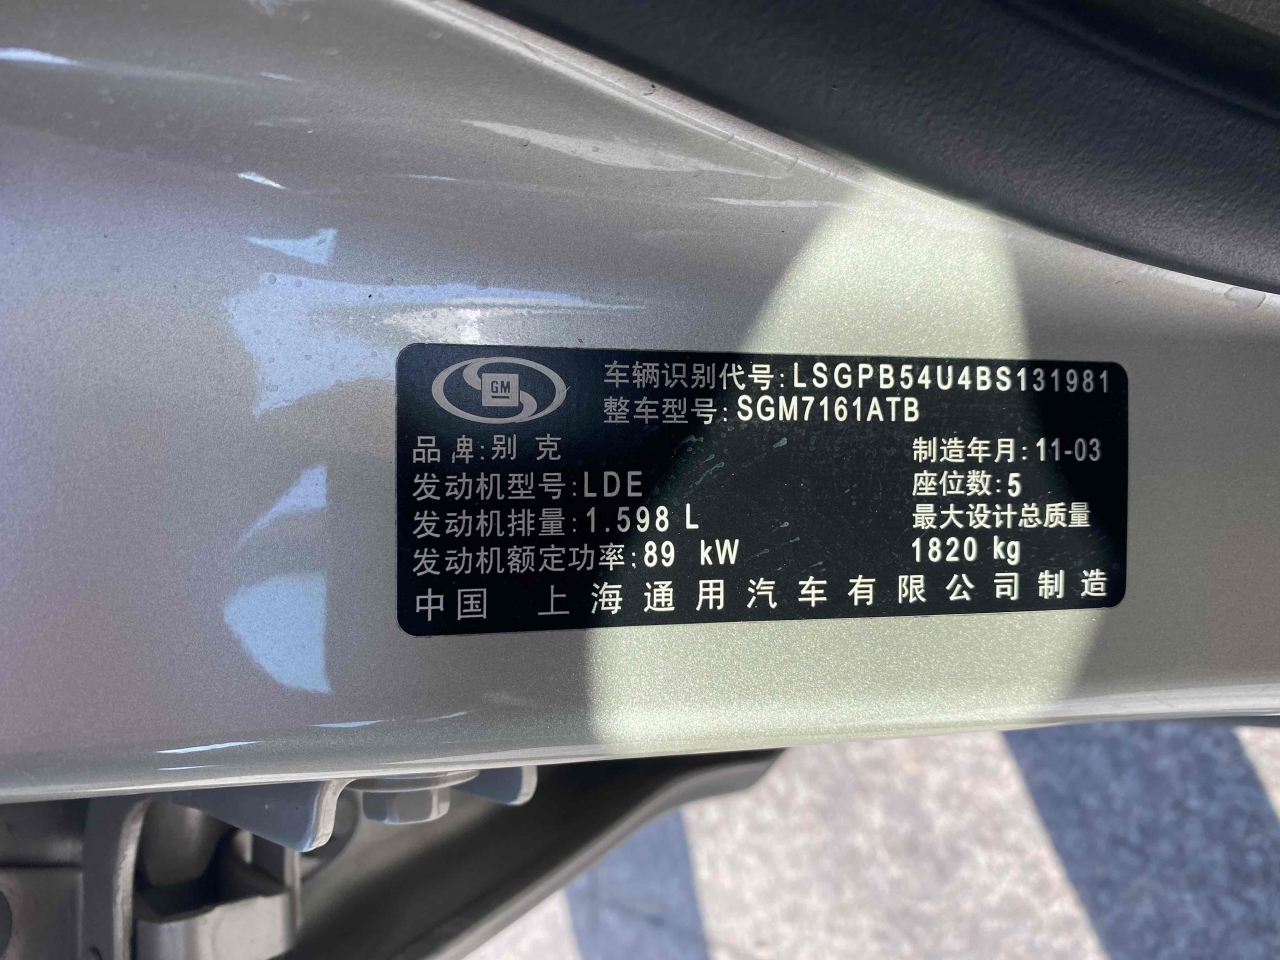 GM
车辆识别代号:LSGPB54U4BS131981
整车型号:SGM7161ATB
品牌:别克
制造年月:11-03
发动机型号:LDE
座位数:5
发动机排量:1.598 L
最大设计总质量
发动机额定功率:89 kW
1820 kg
中国 上海通用汽车有限公司制造